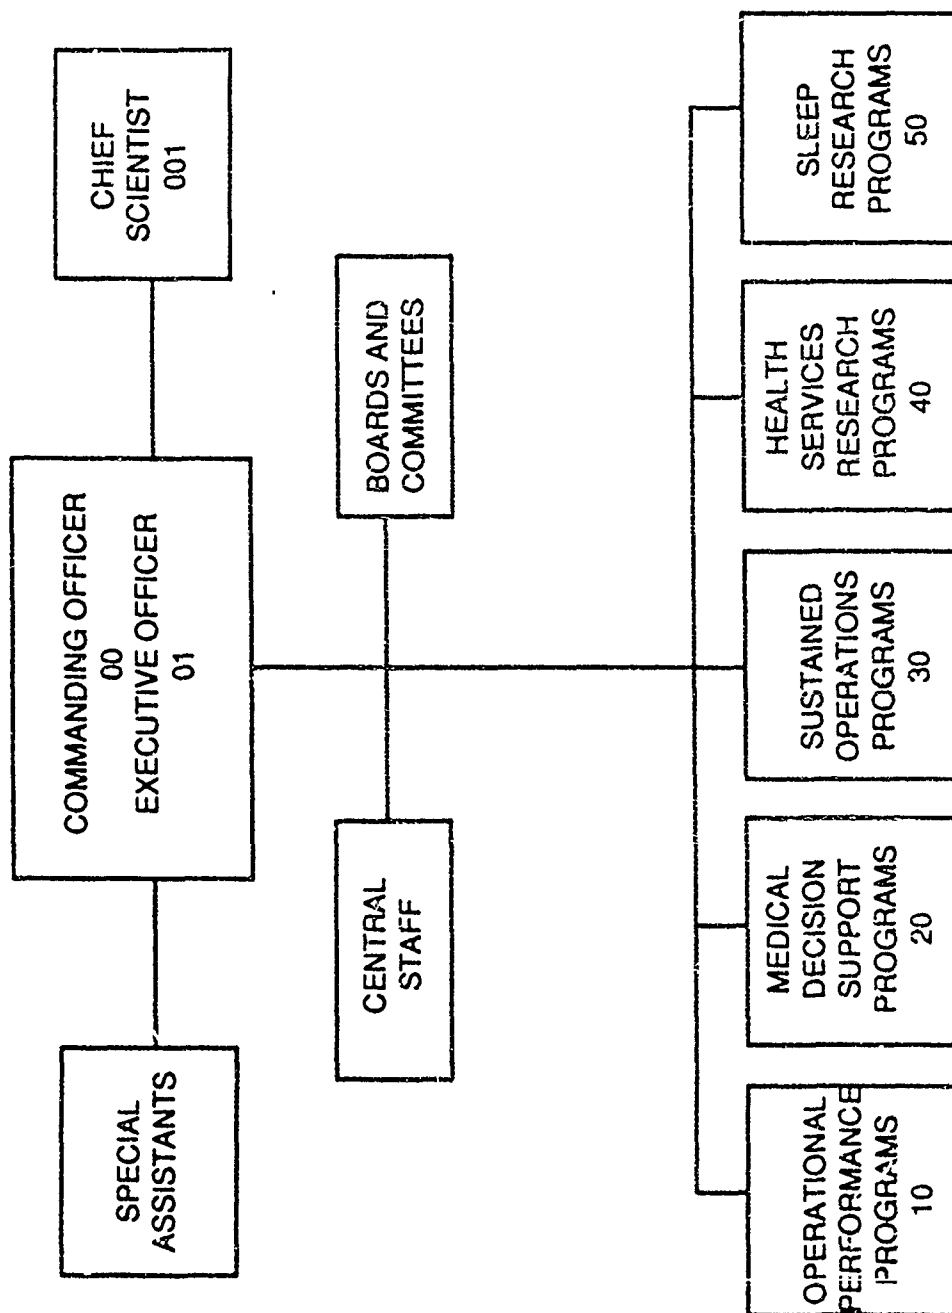 COMMANDING OFFICER
00
EXECUTIVE OFFICER
01
SPECIAL
ASSISTANTS
CHIEF
SCIENTIST
001
CENTRAL
STAFF
BOARDS AND
COMMITTEES
OPERATIONAL
PERFORMANCE
PROGRAMS
10
MEDICAL
DECISION
SUPPORT
PROGRAMS
20
SUSTAINED
OPERATIONS
PROGRAMS
30
HEALTH
SERVICES
RESEARCH
PROGRAMS
40
SLEEP
RESEARCH
PROGRAMS
50